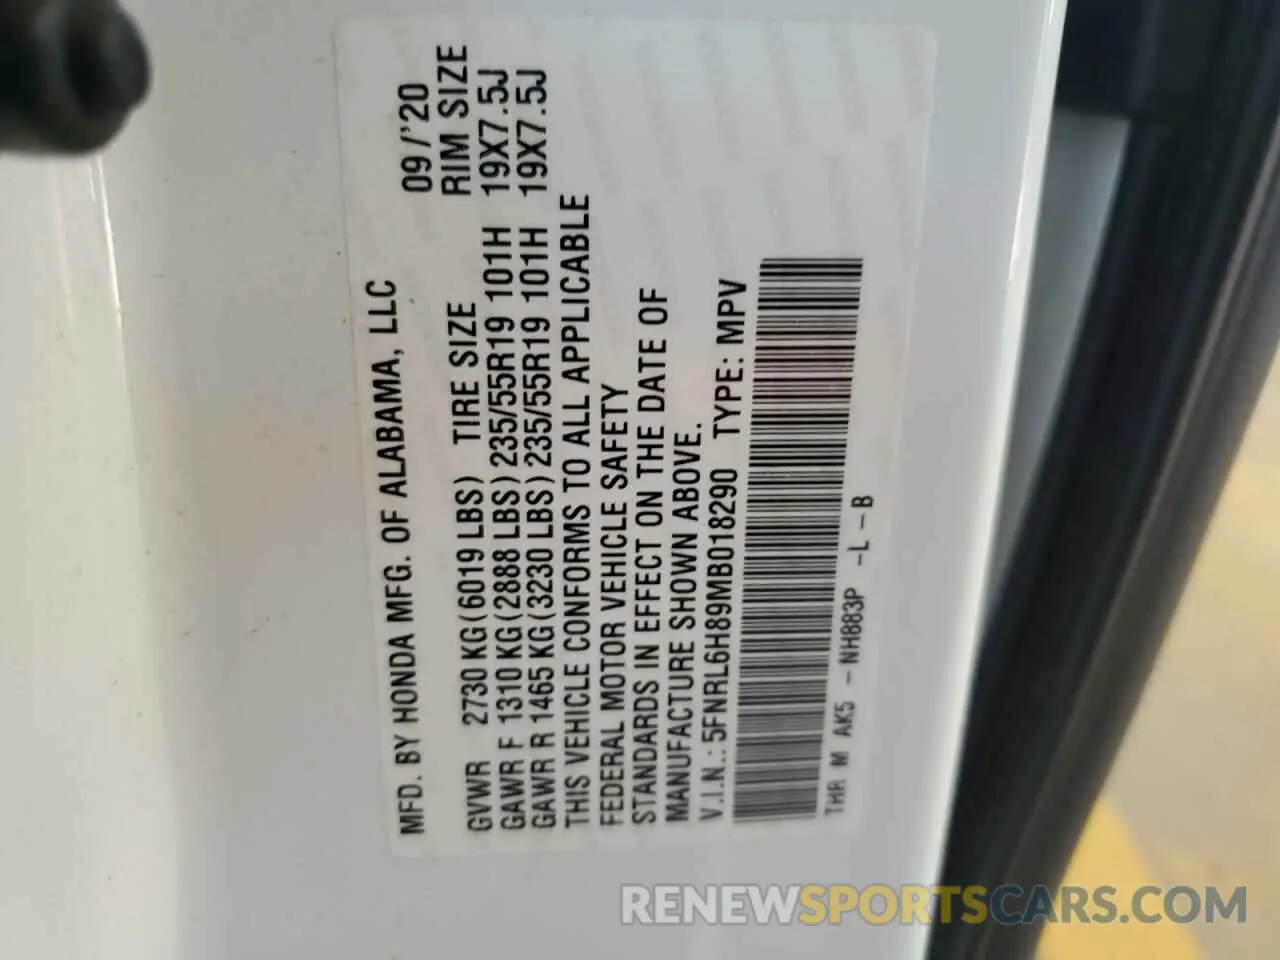 MFD. BY HONDA MFG. OF ALABAMA, LLC 09/'20
GVWR 2730 KG(6019 LBS) TIRE SIZE RIM SIZE
GAWR F 1310 KG(2888 LBS) 235/55R19 101H 19X7.5J
GAWR R 1465 KG(3230 LBS) 235/55R19 101H 19X7.5J
THIS VEHICLE CONFORMS TO ALL APPLICABLE
FEDERAL MOTOR VEHICLE SAFETY
STANDARDS IN EFFECT ON THE DATE OF
MANUFACTURE SHOWN ABOVE.
V.I.N.: 5FNRL6H89MB018290 TYPE: MPV
THR M AK5 -NH883P -L-B
RENEWSPORTSCARS.COM